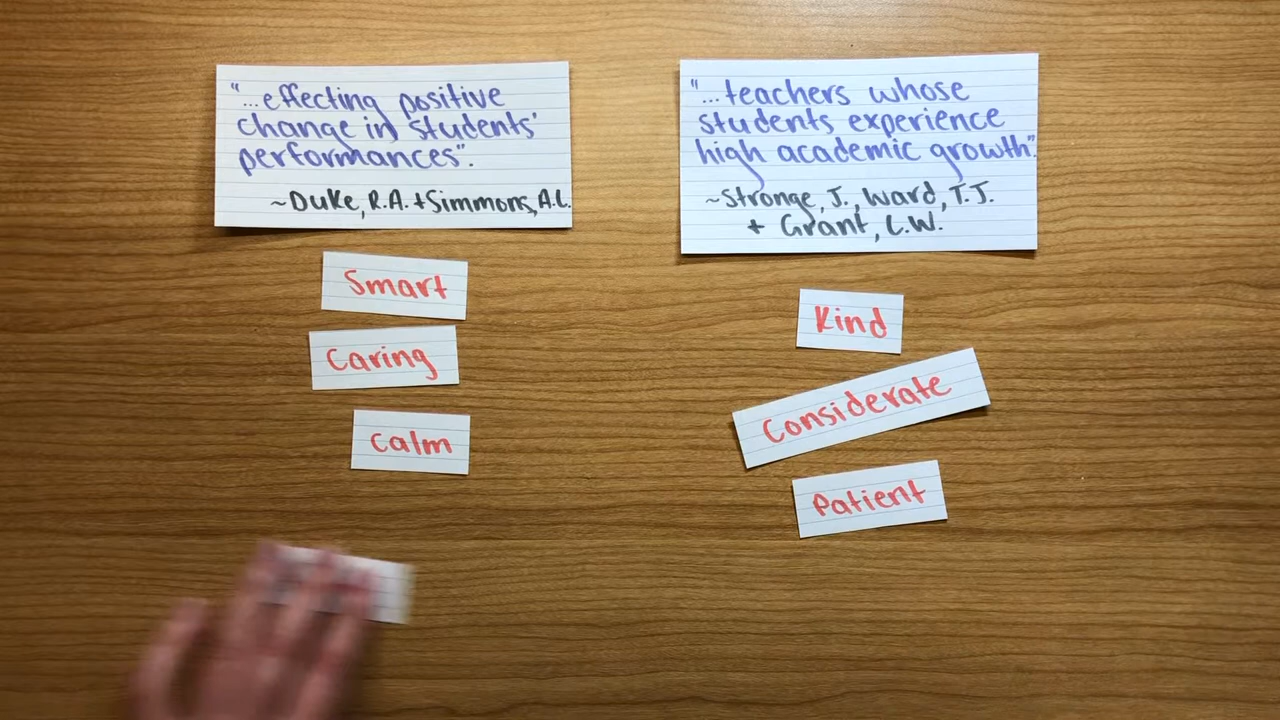 "...effecting positive
change in students'
performances".
~Duke, R.A. + Simmons, A.L.
Smart
Caring
Calm
"...teachers whose
students experience
high academic growth".
~Stronge, J., Ward, T.J.
+ Grant, L.W.
Kind
Considerate
Patient